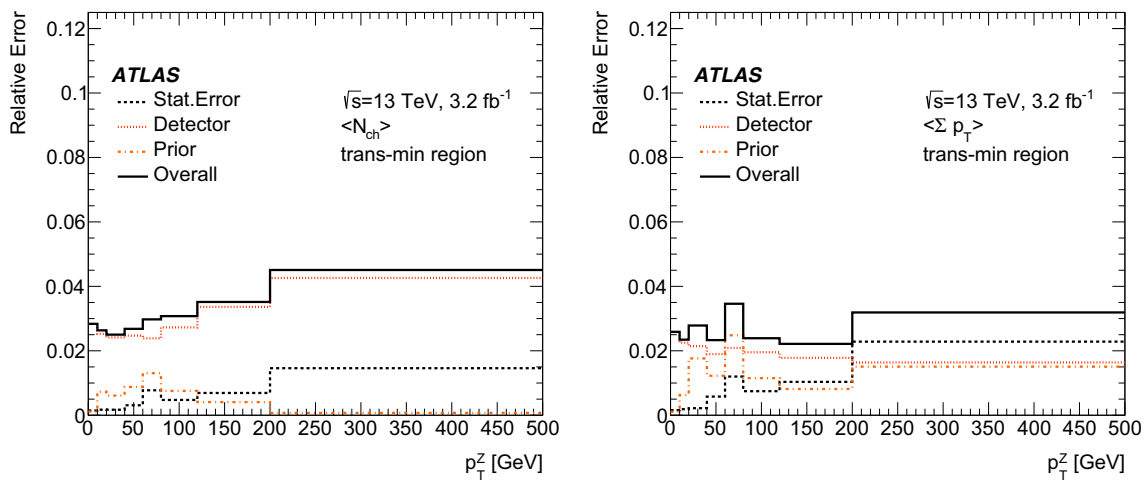 Relative Error
0.12
0.1
0.08
0.06
0.04
0.02
0
ATLAS
Stat.Error
Detector
Prior
Overall
√s=13 TeV, 3.2 fb⁻¹
<N_ch>
trans-min region
0 50 100 150 200 250 300 350 400 450 500
p_T^Z [GeV]
Relative Error
0.12
0.1
0.08
0.06
0.04
0.02
0
ATLAS
Stat.Error
Detector
Prior
Overall
√s=13 TeV, 3.2 fb⁻¹
<Σ p_T>
trans-min region
0 50 100 150 200 250 300 350 400 450 500
p_T^Z [GeV]